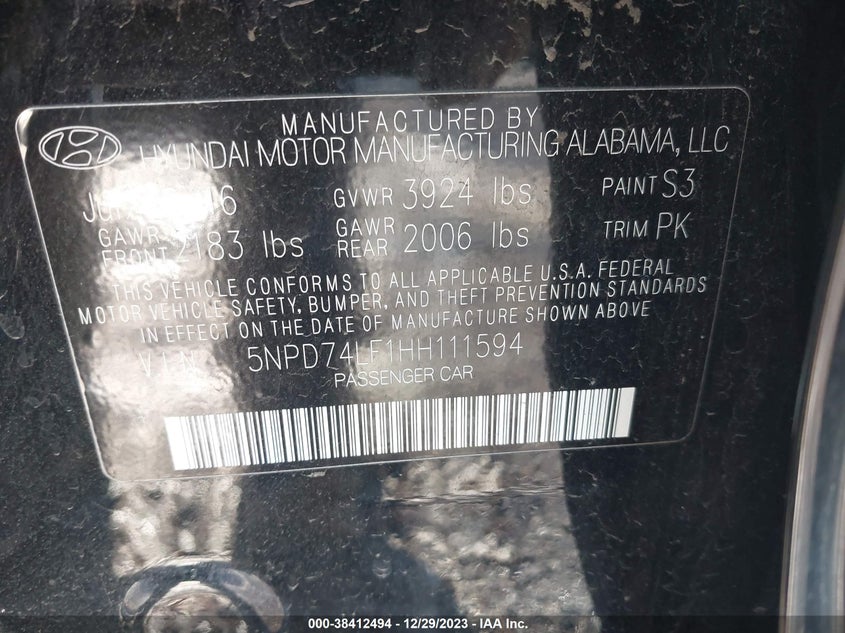 MANUFACTURED BY
HYUNDAI MOTOR MANUFACTURING ALABAMA, LLC
GVWR 3924 lbs PAINT S3
GAWR FRONT 2183 lbs GAWR REAR 2006 lbs TRIM PK
THIS VEHICLE CONFORMS TO ALL APPLICABLE U.S.A. FEDERAL
MOTOR VEHICLE SAFETY, BUMPER, AND THEFT PREVENTION STANDARDS
IN EFFECT ON THE DATE OF MANUFACTURE SHOWN ABOVE
V I N 5NPD74LF1HH111594
PASSENGER CAR
000-38412494 - 12/29/2023 - IAA Inc.